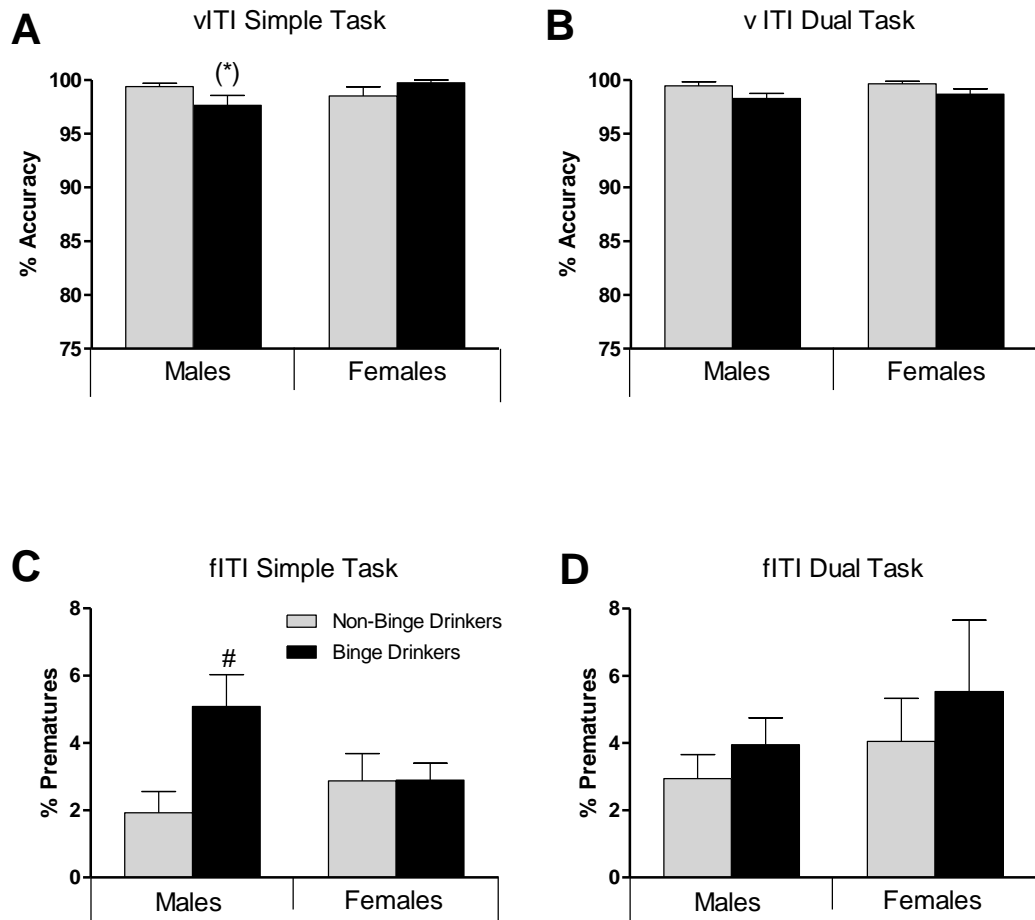 A
vITI Simple Task
% Accuracy
100
95
90
85
80
75
(*)
Males
Females
B
v ITI Dual Task
% Accuracy
100
95
90
85
80
75
Males
Females
C
fITI Simple Task
% Prematures
8
6
4
2
0
Non-Binge Drinkers
Binge Drinkers
#
Males
Females
D
fITI Dual Task
% Prematures
8
6
4
2
0
Males
Females